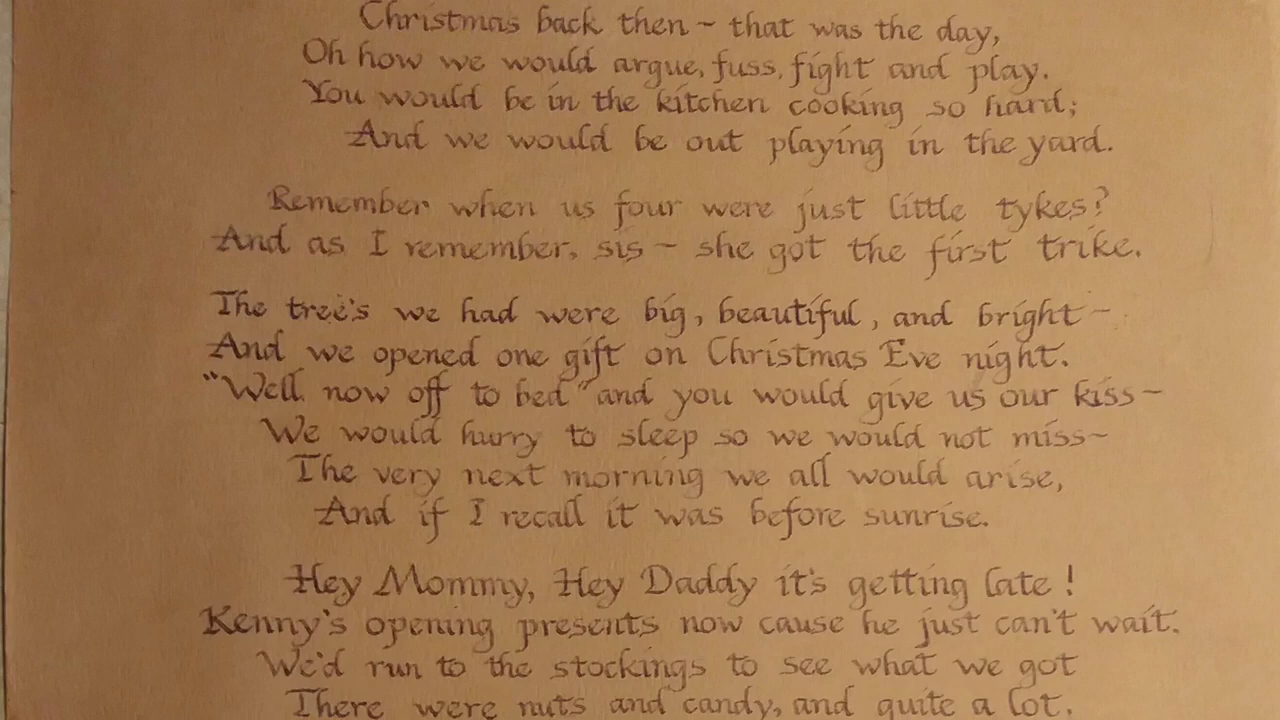 Christmas back then ~ that was the day,
Oh how we would argue, fuss, fight and play.
You would be in the kitchen cooking so hard;
And we would be out playing in the yard.
Remember when us four were just little tykes?
And as I remember, sis ~ she got the first trike.
The tree's we had were big, beautiful, and bright ~
And we opened one gift on Christmas Eve night.
"Well now off to bed" and you would give us our kiss ~
We would hurry to sleep so we would not miss ~
The very next morning we all would arise,
And if I recall it was before sunrise.
Hey Mommy, Hey Daddy it's getting late!
Kenny's opening presents now cause he just can't wait.
We'd run to the stockings to see what we got
There were nuts and candy, and quite a lot.